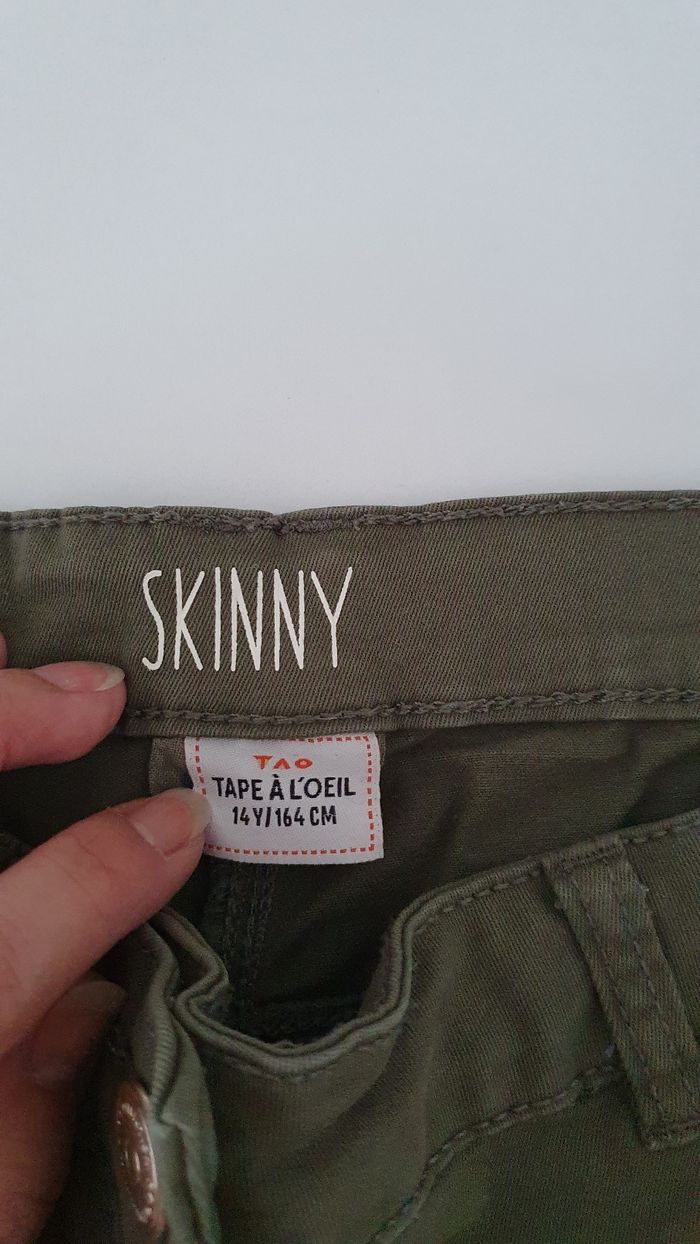 SKINNY
TAO
TAPE À L'OEIL
14Y/164 CM